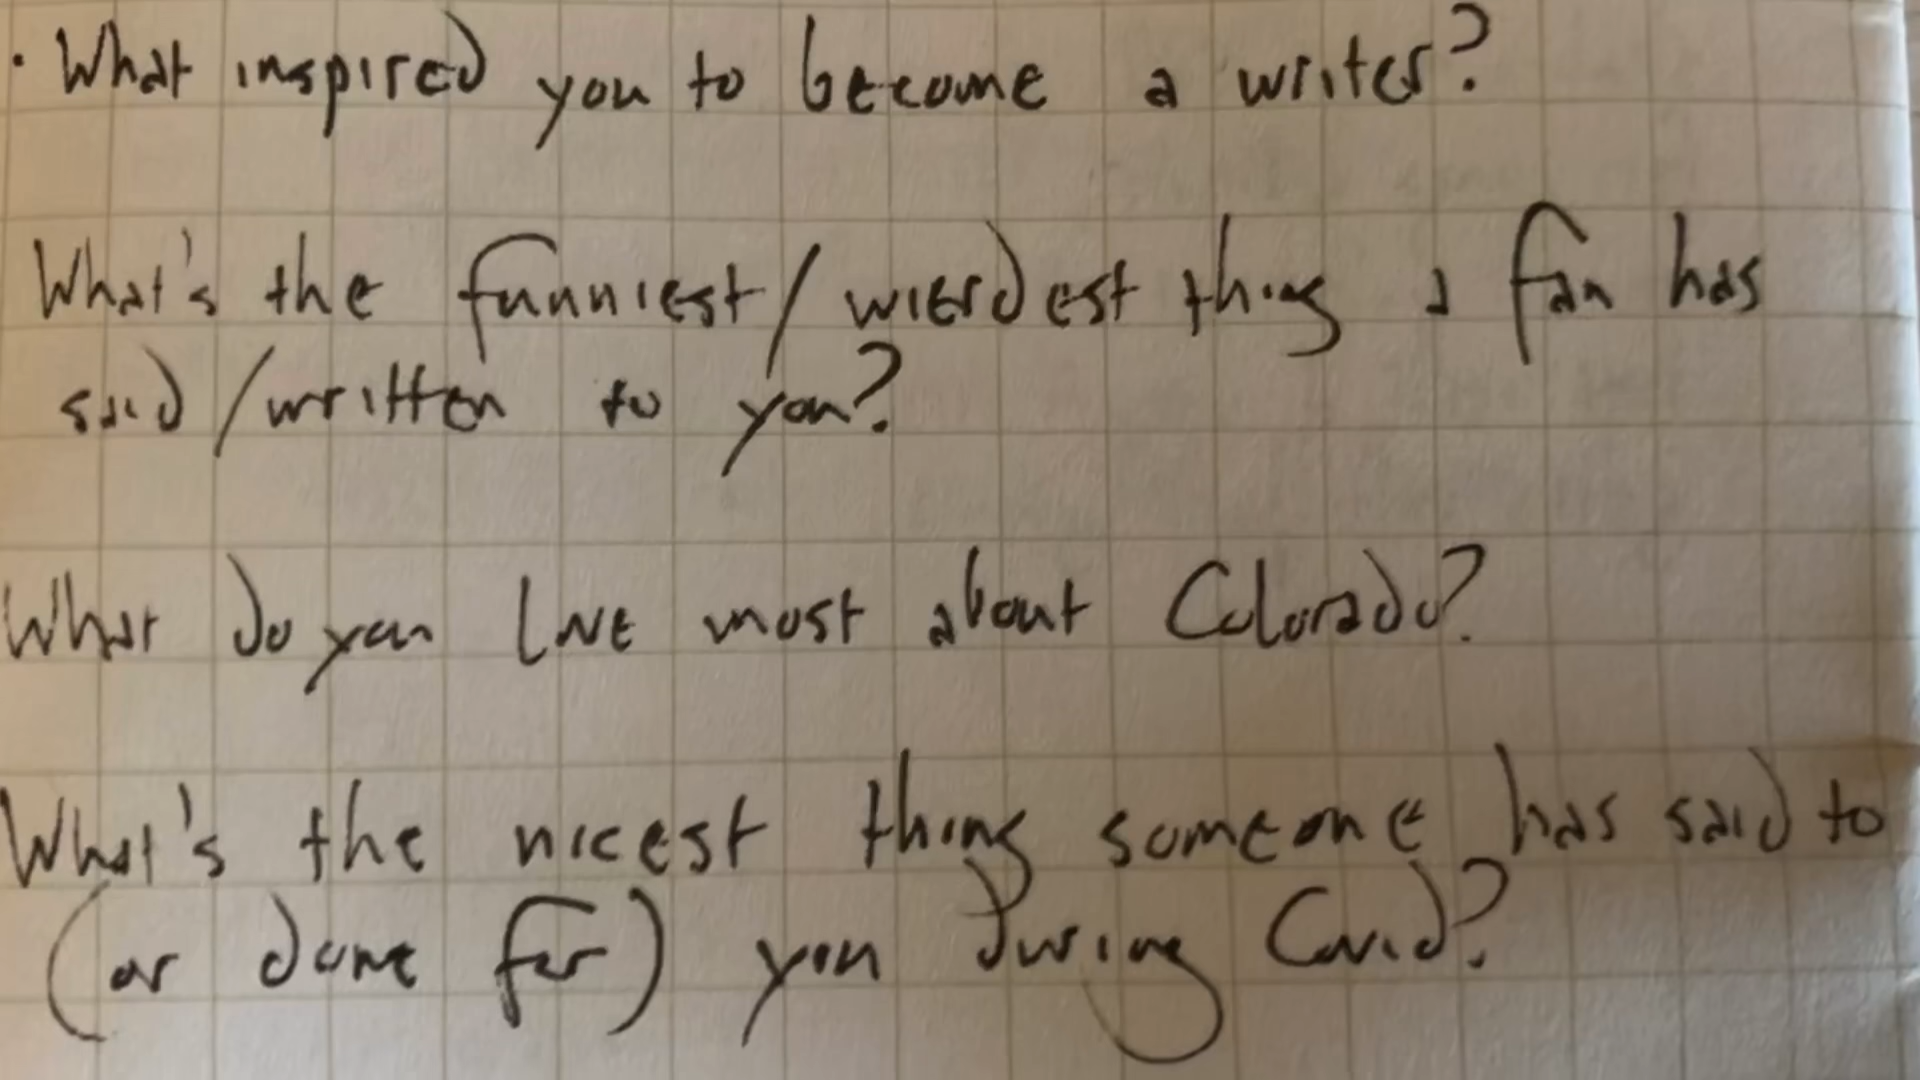 · What inspired you to become a writer?
What's the funniest/wierdest thing a fan has
said/written to you?
What do you love most about Colorado?
What's the nicest thing someone has said to
(or done for) you during Covid?